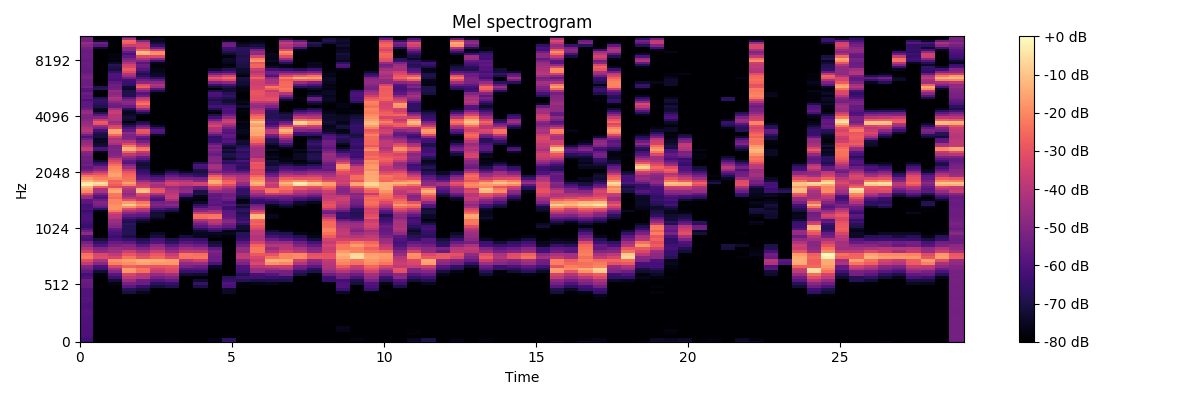 Mel spectrogram
8192
4096
2048
1024
512
0
Hz
0 5 10 15 20 25
Time
+0 dB
-10 dB
-20 dB
-30 dB
-40 dB
-50 dB
-60 dB
-70 dB
-80 dB